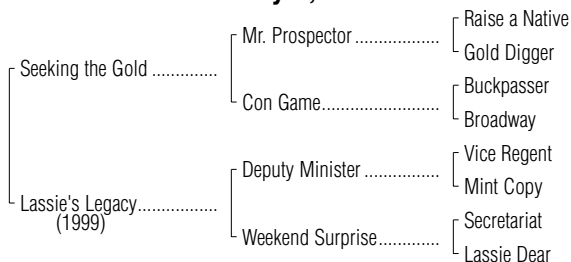 Raise a Native
Mr. Prospector ..................
Gold Digger
Seeking the Gold ..............
Buckpasser
Con Game.........................
Broadway
Vice Regent
Deputy Minister ................
Mint Copy
Lassie's Legacy.................
(1999)
Secretariat
Weekend Surprise.............
Lassie Dear